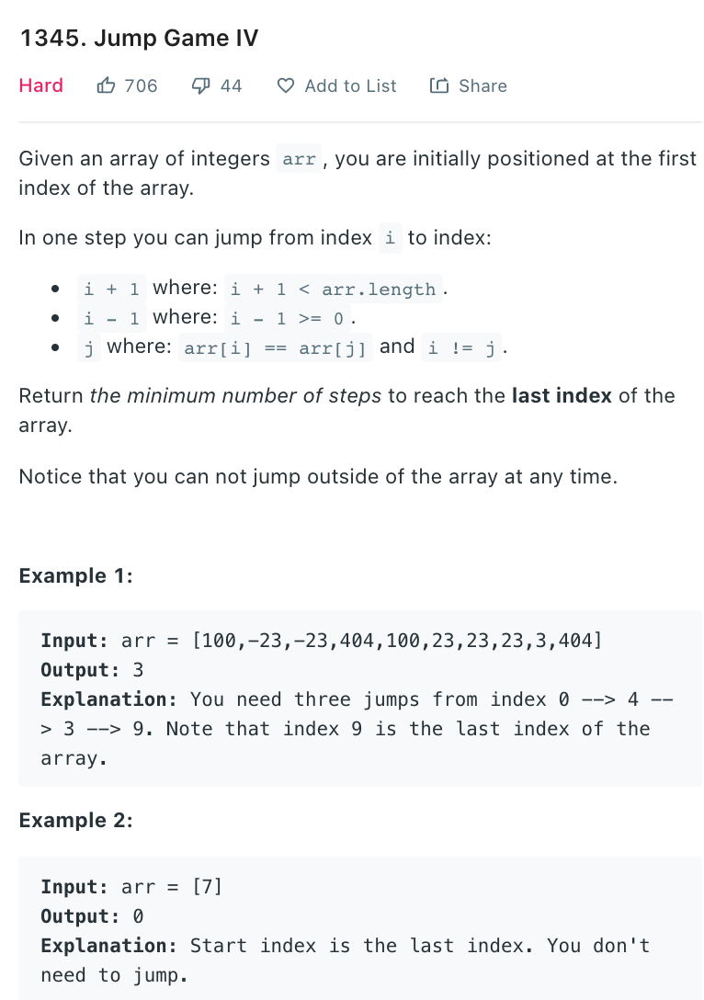 1345. Jump Game IV
Hard 706 44 Add to List Share
Given an array of integers arr , you are initially positioned at the first
index of the array.
In one step you can jump from index i to index:
• i + 1 where: i + 1 < arr.length .
• i - 1 where: i - 1 >= 0 .
• j where: arr[i] == arr[j] and i != j .
Return the minimum number of steps to reach the last index of the
array.
Notice that you can not jump outside of the array at any time.
Example 1:
Input: arr = [100,-23,-23,404,100,23,23,23,3,404]
Output: 3
Explanation: You need three jumps from index 0 --> 4 --
> 3 --> 9. Note that index 9 is the last index of the
array.
Example 2:
Input: arr = [7]
Output: 0
Explanation: Start index is the last index. You don't
need to jump.